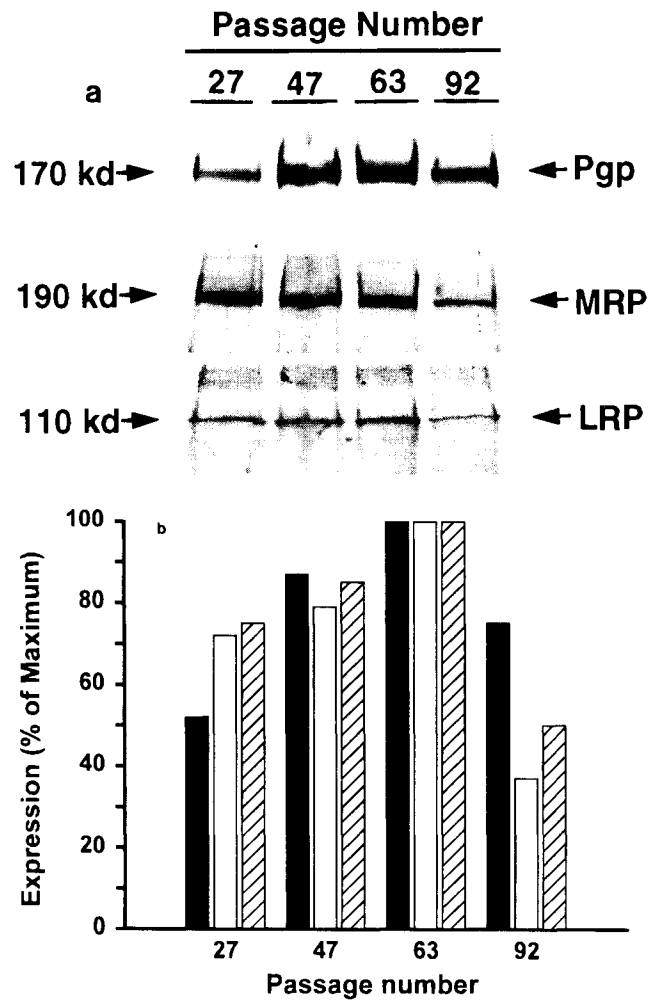 Passage Number
a 27 47 63 92
170 kd Pgp
190 kd MRP
110 kd LRP
b
100
80
60
40
20
0
Expression (% of Maximum)
27 47 63 92
Passage number